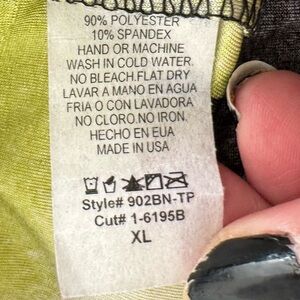 90% POLYESTER
10% SPANDEX
HAND OR MACHINE
WASH IN COLD WATER.
NO BLEACH.FLAT DRY
LAVAR A MANO EN AGUA
FRIA O CON LAVADORA
NO CLORO.NO IRON.
HECHO EN EUA
MADE IN USA
Style# 902BN-TP
Cut# 1-6195B
XL